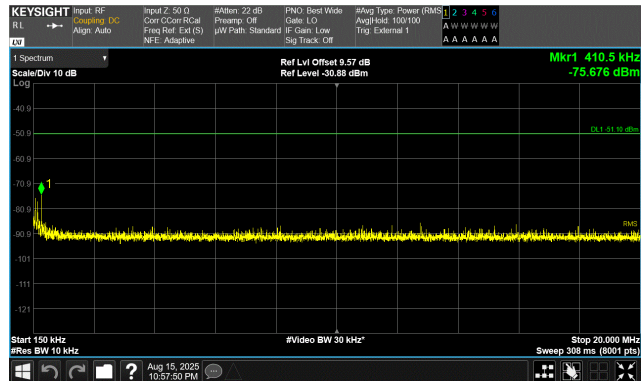 KEYSIGHT
RL
LXI
Input: RF
Coupling: DC
Align: Auto
Input Z: 50 Ω
Corr CCorr RCal
Freq Ref: Ext (S)
NFE: Adaptive
#Atten: 22 dB
Preamp: Off
µW Path: Standard
PNO: Best Wide
Gate: LO
IF Gain: Low
Sig Track: Off
#Avg Type: Power (RMS
Avg|Hold: 100/100
Trig: External 1
1 2 3 4 5 6
A W W W W W
A A A A A A
1 Spectrum
Scale/Div 10 dB
Ref Lvl Offset 9.57 dB
Ref Level -30.88 dBm
Mkr1 410.5 kHz
-75.676 dBm
Log
-40.9
-50.9
-60.9
-70.9
-80.9
-90.9
-101
-111
-121
DL1 -51.10 dBm
1
RMS
Start 150 kHz
#Res BW 10 kHz
#Video BW 30 kHz*
Stop 20.000 MHz
Sweep 308 ms (8001 pts)
?
Aug 15, 2025
10:57:50 PM